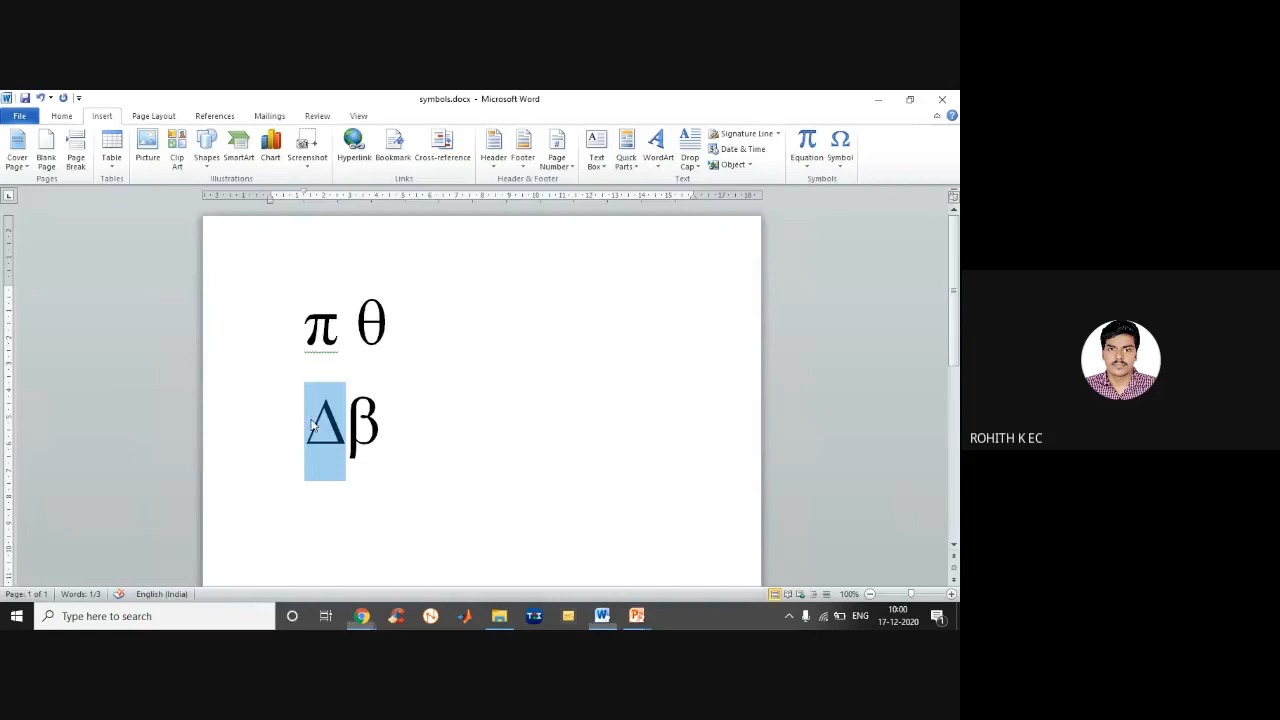 symbols.docx - Microsoft Word
File Home Insert Page Layout References Mailings Review View
Cover Page Blank Page Page Break Table Picture Clip Art Shapes SmartArt Chart Screenshot Hyperlink Bookmark Cross-reference Header Footer Page Number Text Box Quick Parts WordArt Drop Cap Signature Line Date & Time Object Equation Symbol
Pages Tables Illustrations Links Header & Footer Text Symbols
π θ
Δβ
ROHITH K EC
Page: 1 of 1 Words: 1/3 English (India) 100%
Type here to search ENG 10:00 17-12-2020